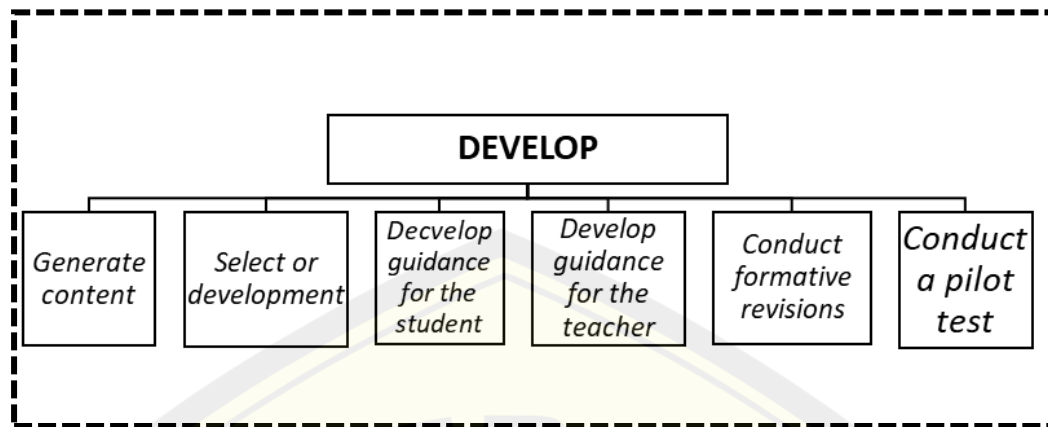 DEVELOP
Generate
content
Select or
development
Decvelop
guidance
for the
student
Develop
guidance
for the
teacher
Conduct
formative
revisions
Conduct
a pilot
test